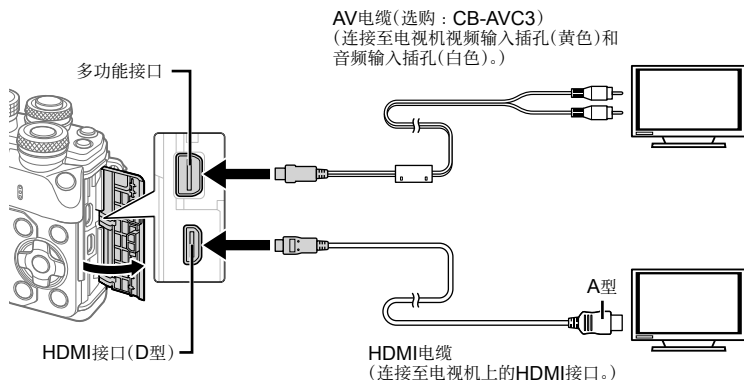 AV电缆(选购:CB-AVC3)
(连接至电视机视频输入插孔(黄色)和
音频输入插孔(白色)。)
多功能接口
A型
HDMI接口(D型)
HDMI电缆
(连接至电视机上的HDMI接口。)